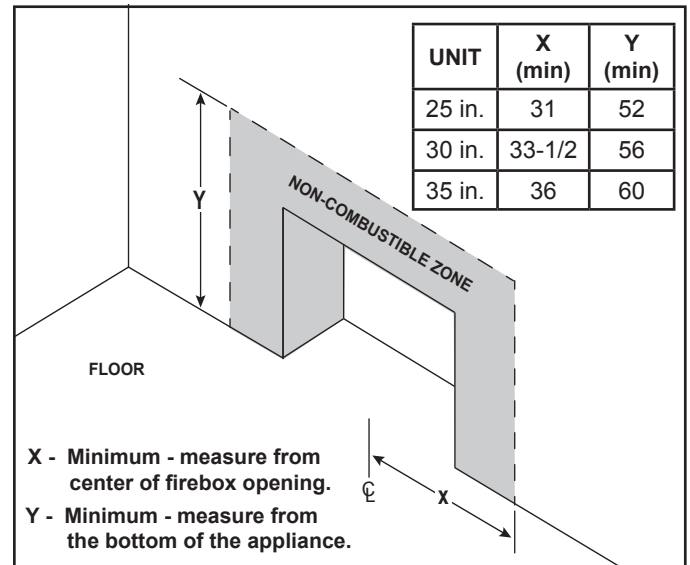 UNIT X (min) Y (min)
25 in. 31 52
30 in. 33-1/2 56
35 in. 36 60
Y
NON-COMBUSTIBLE ZONE
FLOOR
X - Minimum - measure from
center of firebox opening.
℄
X
Y - Minimum - measure from
the bottom of the appliance.